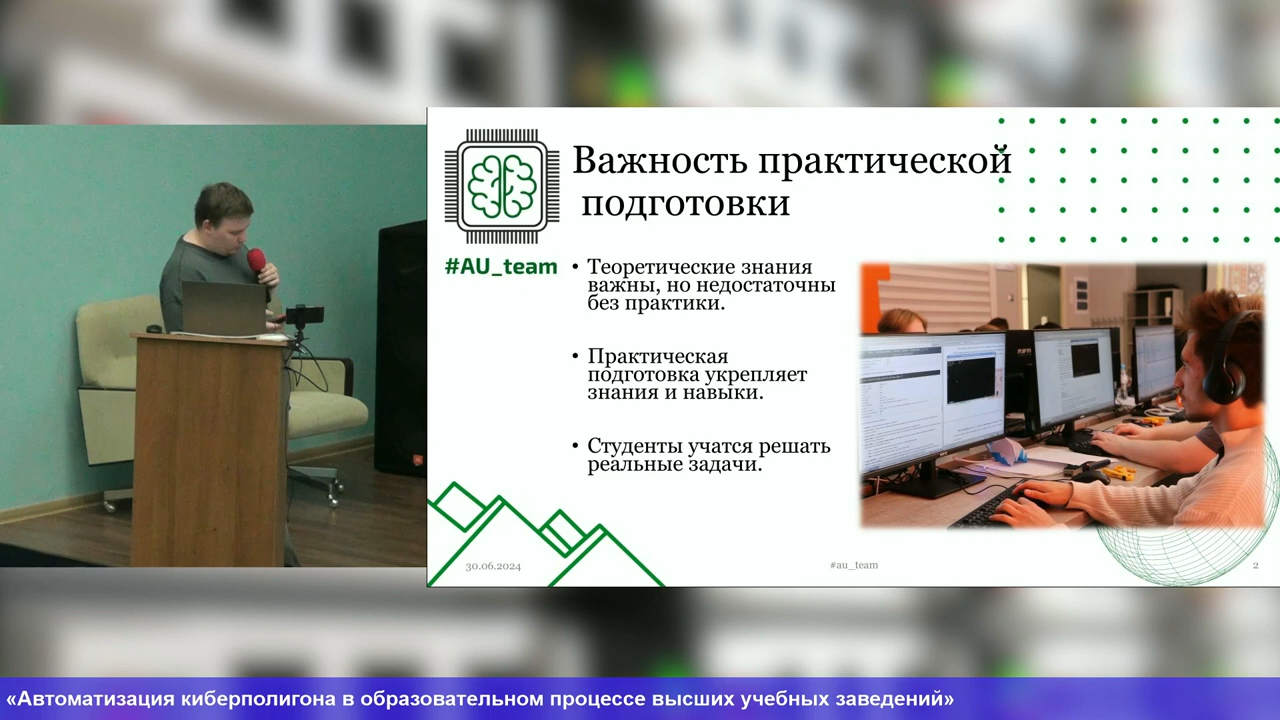 Важность практической
подготовки
#AU_team
• Теоретические знания
важны, но недостаточны
без практики.
• Практическая
подготовка укрепляет
знания и навыки.
• Студенты учатся решать
реальные задачи.
30.06.2024
#au_team
2
«Автоматизация киберполигона в образовательном процессе высших учебных заведений»